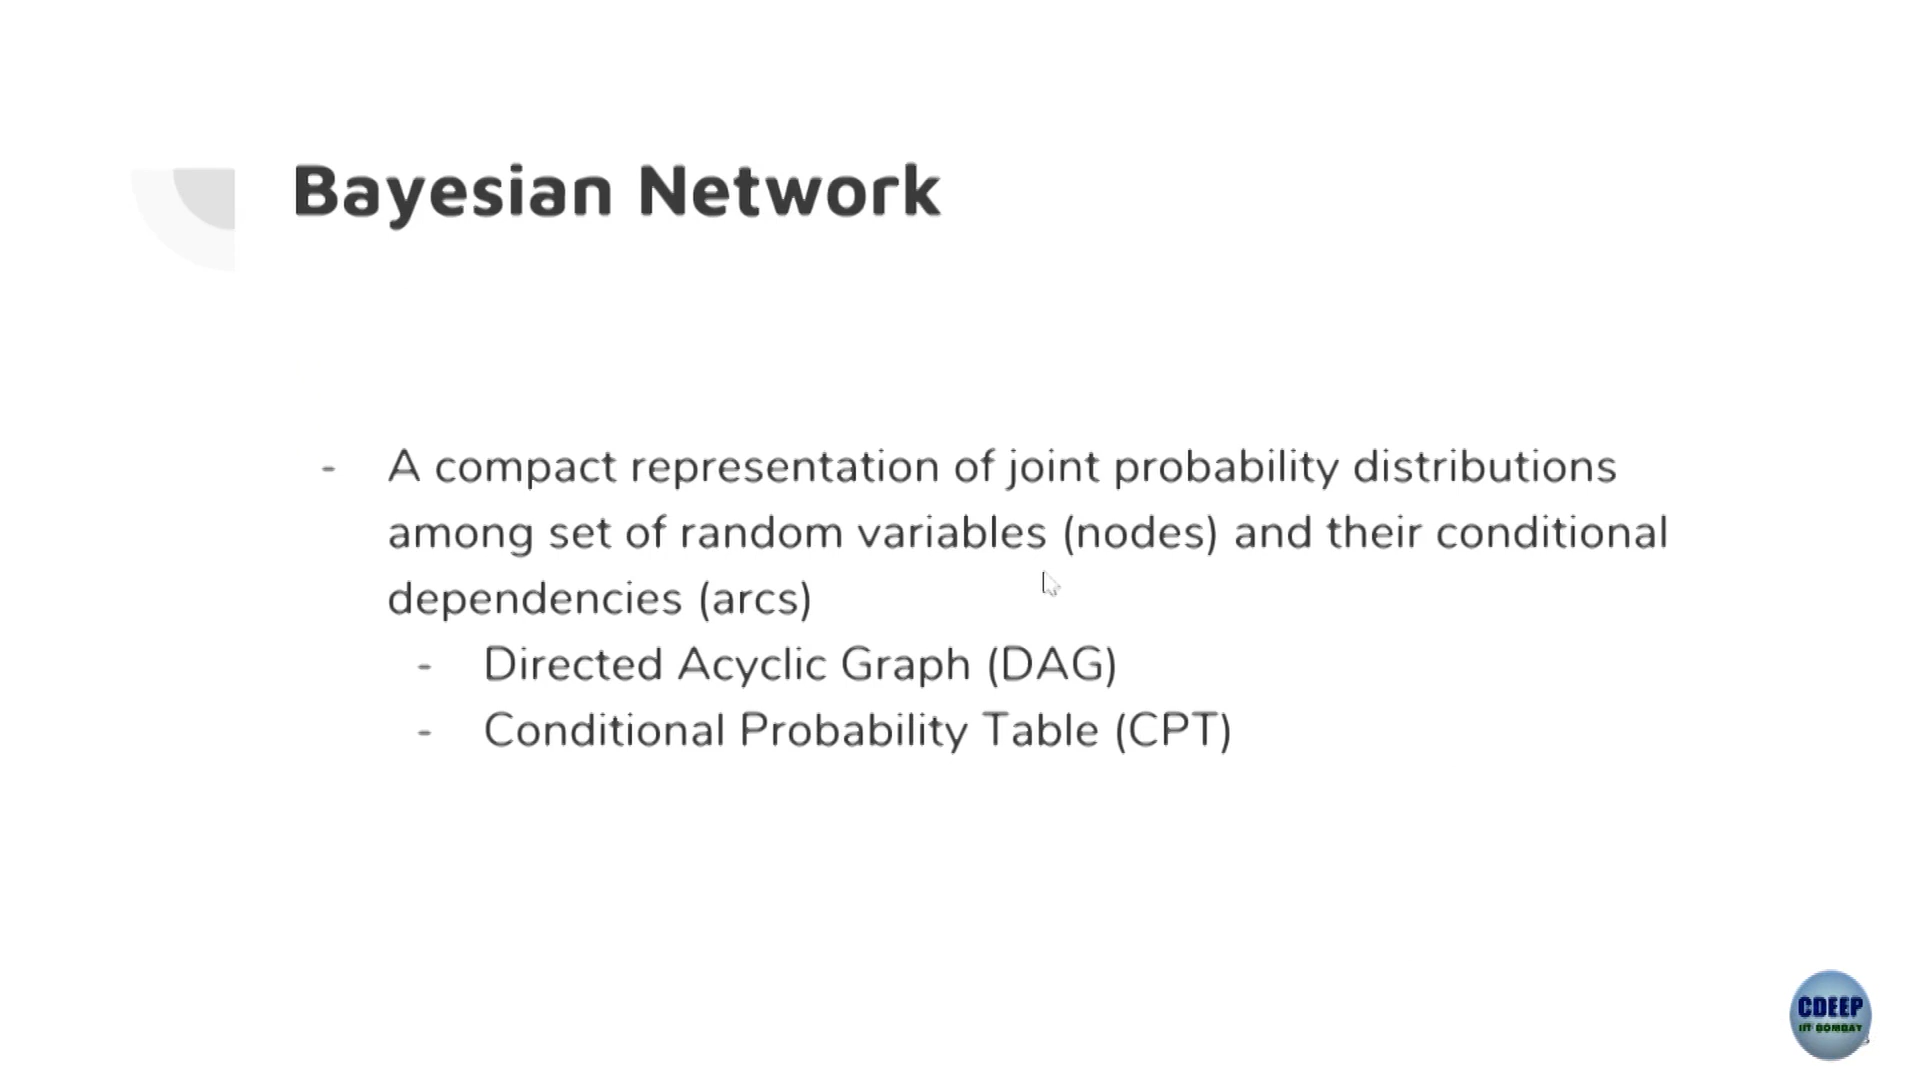 Bayesian Network
- A compact representation of joint probability distributions
among set of random variables (nodes) and their conditional
dependencies (arcs)
- Directed Acyclic Graph (DAG)
- Conditional Probability Table (CPT)
CDEEP
IIT BOMBAY